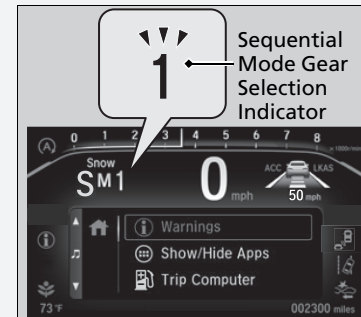 Sequential
Mode Gear
Selection
Indicator
1
0 1 2 3 4 5 6 7 8
x 1000r/min
A
Snow
SM1
0
mph
ACC LKAS
50 mph
Warnings
Show/Hide Apps
Trip Computer
73°F
002300 miles